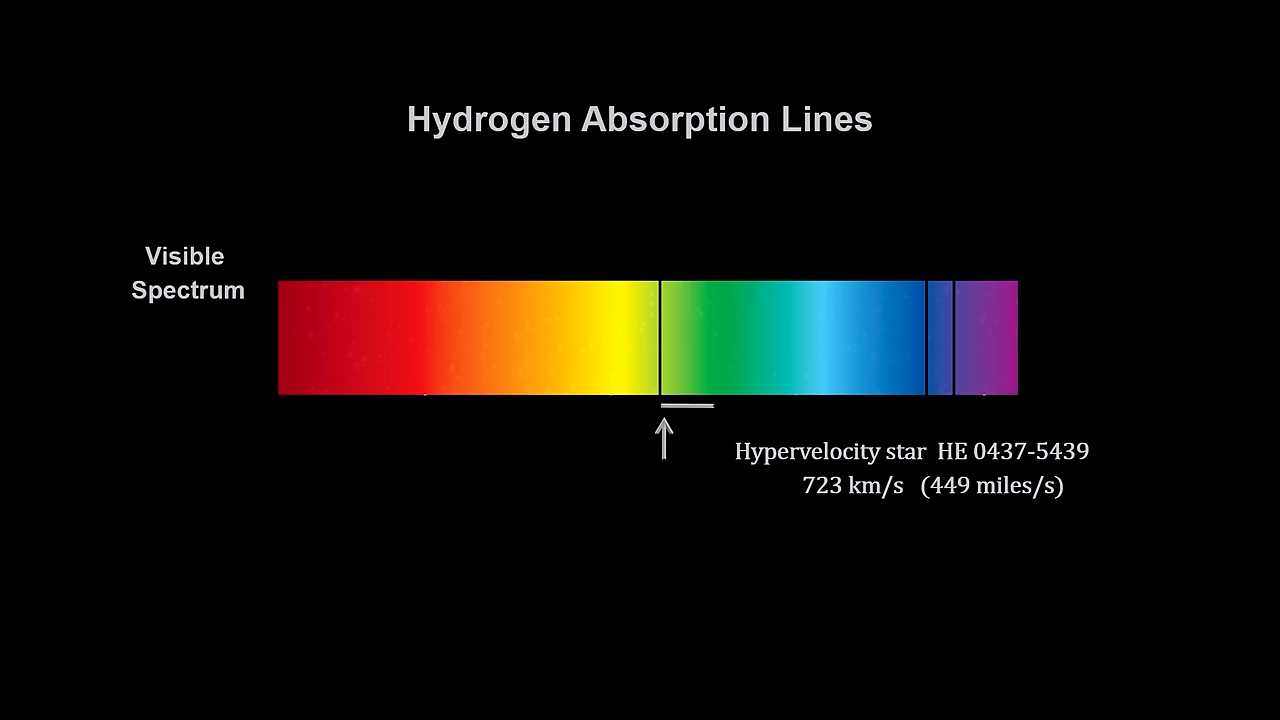 Hydrogen Absorption Lines
Visible
Spectrum
Hypervelocity star HE 0437-5439
723 km/s (449 miles/s)